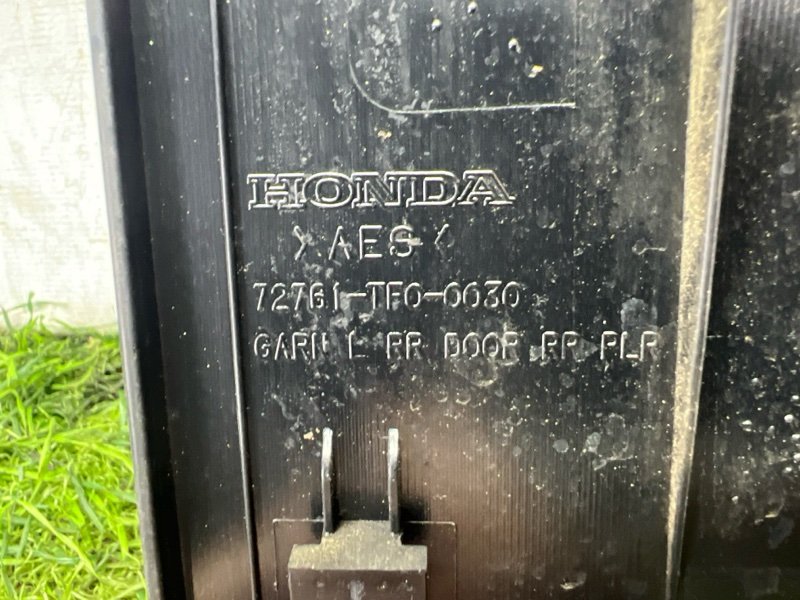 HONDA
>AES<
72761-TF0-0030
GARN L RR DOOR RR PLR